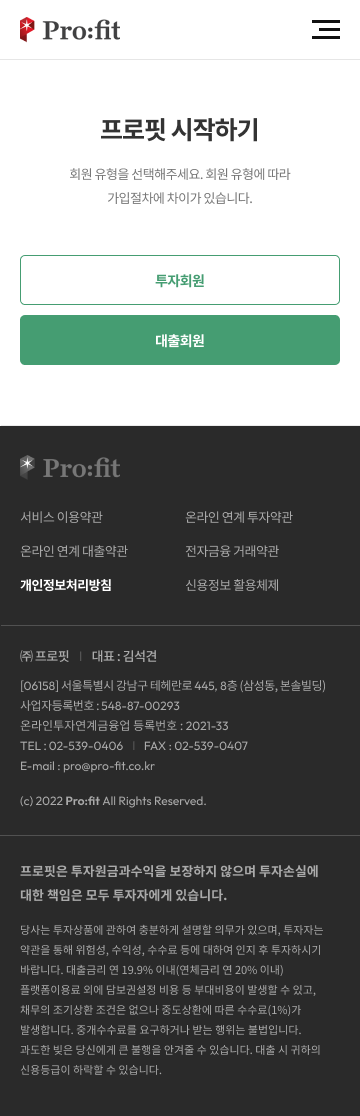 Pro:fit
프로핏 시작하기
회원 유형을 선택해주세요. 회원 유형에 따라
가입절차에 차이가 있습니다.
투자회원
대출회원
Pro:fit
서비스 이용약관
온라인 연계 투자약관
온라인 연계 대출약관
전자금융 거래약관
개인정보처리방침
신용정보 활용체제
㈜ 프로핏 | 대표 : 김석견
[06158] 서울특별시 강남구 테헤란로 445, 8층 (삼성동, 본솔빌딩)
사업자등록번호 : 548-87-00293
온라인투자연계금융업 등록번호 : 2021-33
TEL : 02-539-0406 | FAX : 02-539-0407
E-mail : pro@pro-fit.co.kr
(c) 2022 Pro:fit All Rights Reserved.
프로핏은 투자원금과수익을 보장하지 않으며 투자손실에
대한 책임은 모두 투자자에게 있습니다.
당사는 투자상품에 관하여 충분하게 설명할 의무가 있으며, 투자자는
약관을 통해 위험성, 수익성, 수수료 등에 대하여 인지 후 투자하시기
바랍니다. 대출금리 연 19.9% 이내(연체금리 연 20% 이내)
플랫폼이용료 외에 담보권설정 비용 등 부대비용이 발생할 수 있고,
채무의 조기상환 조건은 없으나 중도상환에 따른 수수료(1%)가
발생합니다. 중개수수료를 요구하거나 받는 행위는 불법입니다.
과도한 빚은 당신에게 큰 불행을 안겨줄 수 있습니다. 대출 시 귀하의
신용등급이 하락할 수 있습니다.